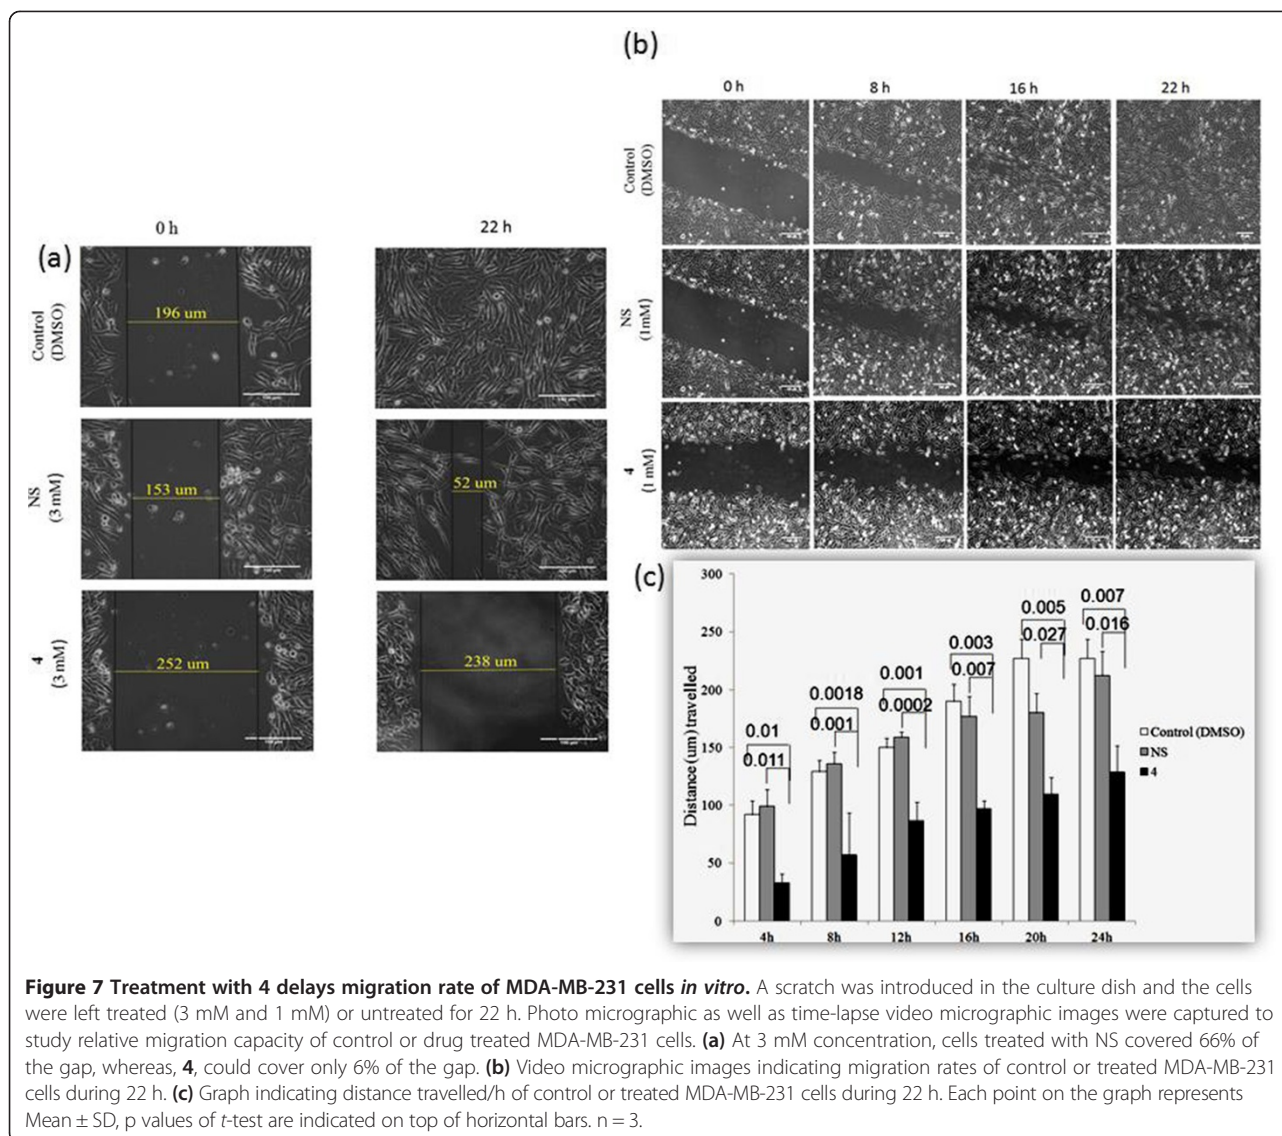 (b)
0 h
8 h
16 h
22 h
Control
(DMSO)
NS
(1mM)
4
(1 mM)
(a)
0 h
22 h
Control
(DMSO)
196 um
NS
(3 mM)
153 um
52 um
4
(3 mM)
252 um
238 um
(c)
Distance (um) travelled
300
250
200
150
100
50
0
0.01
0.011
0.0018
0.001
0.001
0.0002
0.003
0.007
0.005
0.027
0.007
0.016
4h
8h
12h
16h
20h
24h
Control (DMSO)
NS
4
Figure 7 Treatment with 4 delays migration rate of MDA-MB-231 cells in vitro. A scratch was introduced in the culture dish and the cells
were left treated (3 mM and 1 mM) or untreated for 22 h. Photo micrographic as well as time-lapse video micrographic images were captured to
study relative migration capacity of control or drug treated MDA-MB-231 cells. (a) At 3 mM concentration, cells treated with NS covered 66% of
the gap, whereas, 4, could cover only 6% of the gap. (b) Video micrographic images indicating migration rates of control or treated MDA-MB-231
cells during 22 h. (c) Graph indicating distance travelled/h of control or treated MDA-MB-231 cells during 22 h. Each point on the graph represents
Mean ± SD, p values of t-test are indicated on top of horizontal bars. n = 3.